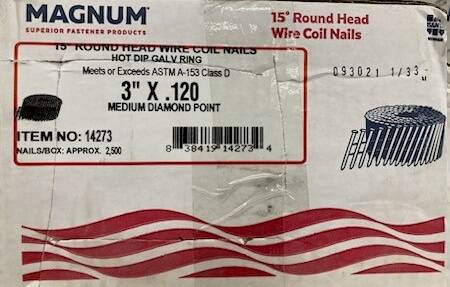 MAGNUM
SUPERIOR FASTENER PRODUCTS
15° Round Head
Wire Coil Nails
15° ROUND HEAD WIRE COIL NAILS
HOT DIP GALV RING
Meets or Exceeds ASTM A-153 Class D
3" X .120
MEDIUM DIAMOND POINT
ITEM NO: 14273
NAILS/BOX: APPROX. 2,500
8 38419 14273 4
093021 1/33